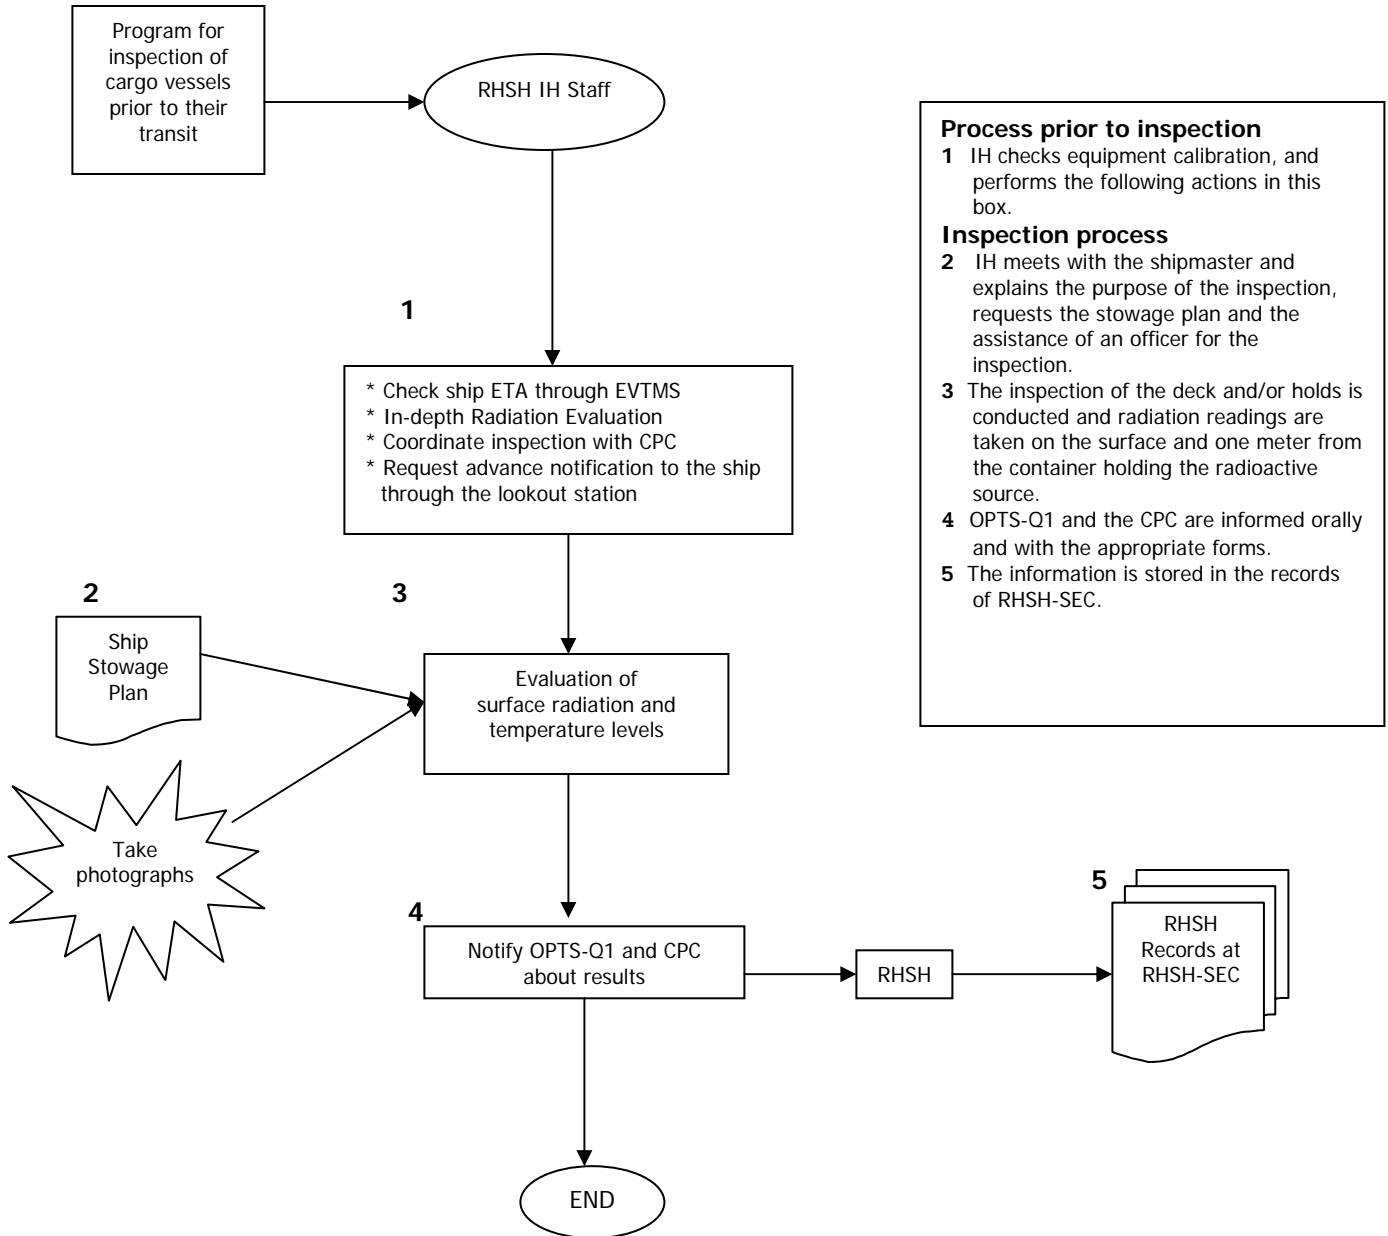 Program for
inspection of
cargo vessels
prior to their
transit
RHSH IH Staff
Process prior to inspection
1 IH checks equipment calibration, and
performs the following actions in this
box.
Inspection process
2 IH meets with the shipmaster and
explains the purpose of the inspection,
requests the stowage plan and the
assistance of an officer for the
inspection.
3 The inspection of the deck and/or holds is
conducted and radiation readings are
taken on the surface and one meter from
the container holding the radioactive
source.
4 OPTS-Q1 and the CPC are informed orally
and with the appropriate forms.
5 The information is stored in the records
of RHSH-SEC.
1
* Check ship ETA through EVTMS
* In-depth Radiation Evaluation
* Coordinate inspection with CPC
* Request advance notification to the ship
through the lookout station
2
Ship
Stowage
Plan
3
Evaluation of
surface radiation and
temperature levels
Take
photographs
4
Notify OPTS-Q1 and CPC
about results
RHSH
5
RHSH
Records at
RHSH-SEC
END